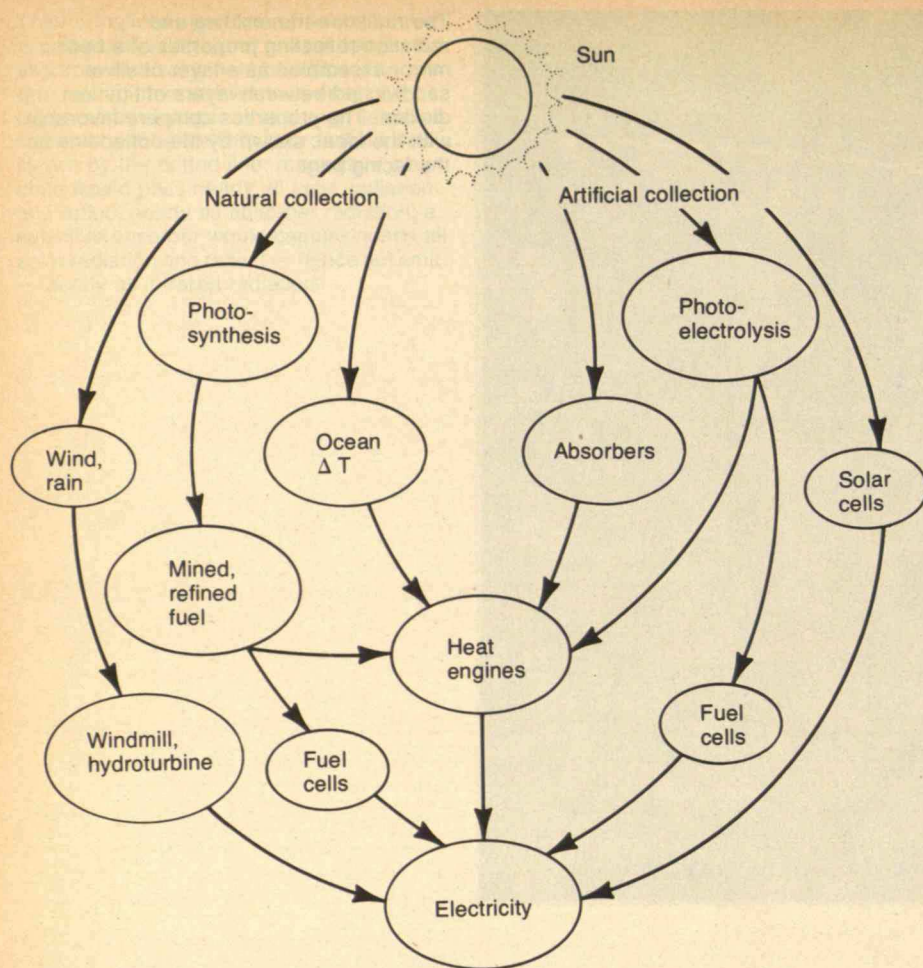 Sun
Natural collection
Artificial collection
Photo-
synthesis
Photo-
electrolysis
Ocean
Δ T
Absorbers
Wind,
rain
Solar
cells
Mined,
refined
fuel
Heat
engines
Fuel
cells
Windmill,
hydroturbine
Fuel
cells
Electricity